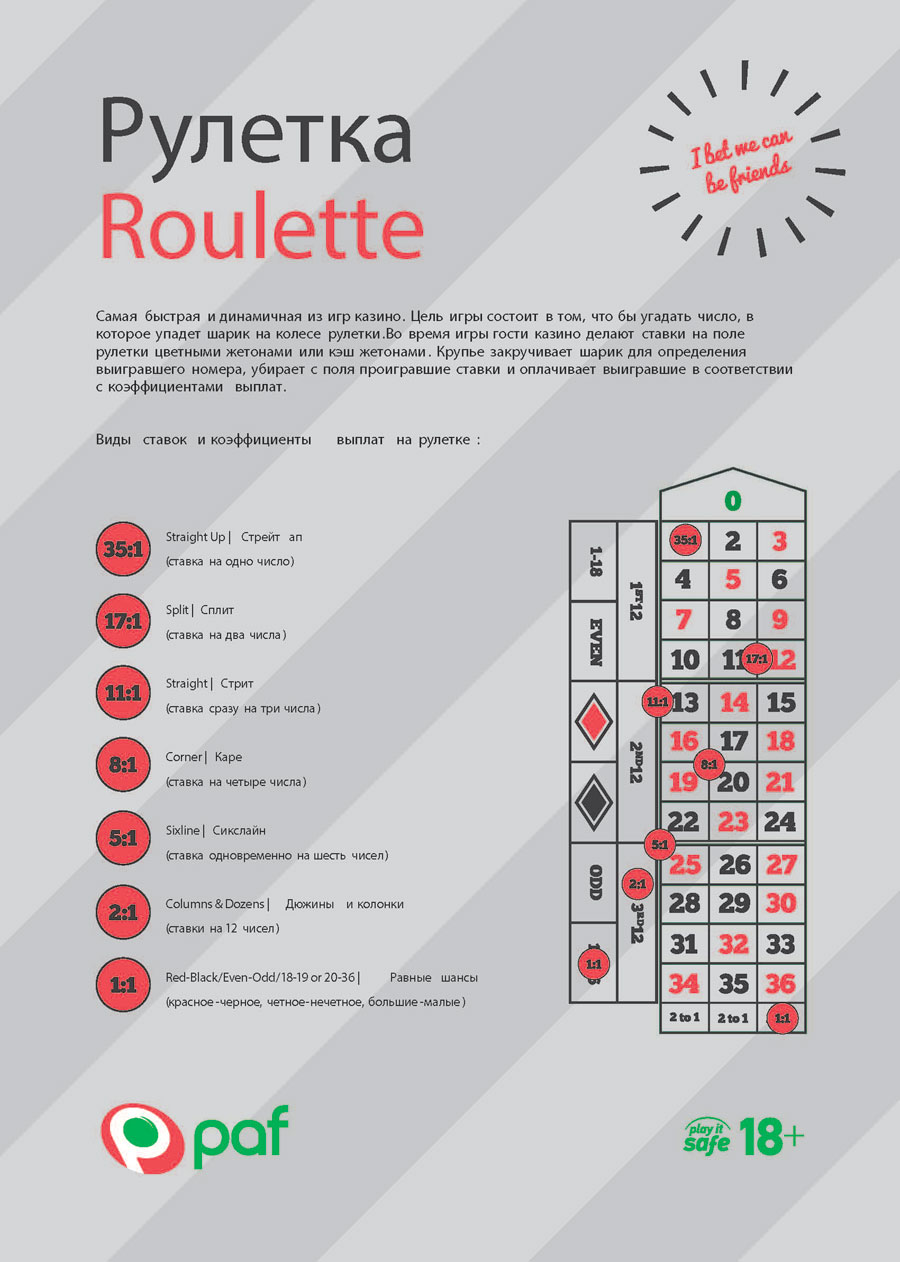 Рулетка
Roulette
I bet we can
be friends
Самая быстрая и динамичная из игр казино. Цель игры состоит в том, что бы угадать число, в
которое упадет шарик на колесе рулетки.Во время игры гости казино делают ставки на поле
рулетки цветными жетонами или кэш жетонами. Крупье закручивает шарик для определения
выигравшего номера, убирает с поля проигравшие ставки и оплачивает выигравшие в соответствии
с коэффициентами выплат.
Виды ставок и коэффициенты выплат на рулетке :
35:1 Straight Up | Стрейт ап
(ставка на одно число)
17:1 Split | Сплит
(ставка на два числа)
11:1 Straight | Стрит
(ставка сразу на три числа)
8:1 Corner | Каре
(ставка на четыре числа)
5:1 Sixline | Сикслайн
(ставка одновременно на шесть чисел)
2:1 Columns & Dozens | Дюжины и колонки
(ставки на 12 чисел)
1:1 Red-Black/Even-Odd/18-19 or 20-36 | Равные шансы
(красное-черное, четное-нечетное, большие-малые)
0
35:1 2 3
4 5 6
7 8 9
10 11 17:1 12
11:1 13 14 15
16 17 18
8:1
19 20 21
22 23 24
5:1
25 26 27
28 29 30
31 32 33
34 35 36
2 to 1 2 to 1 1:1
1-18
EVEN
ODD
1:1
1ST12
2ND12
2:1
3RD12
paf
play it
safe 18+